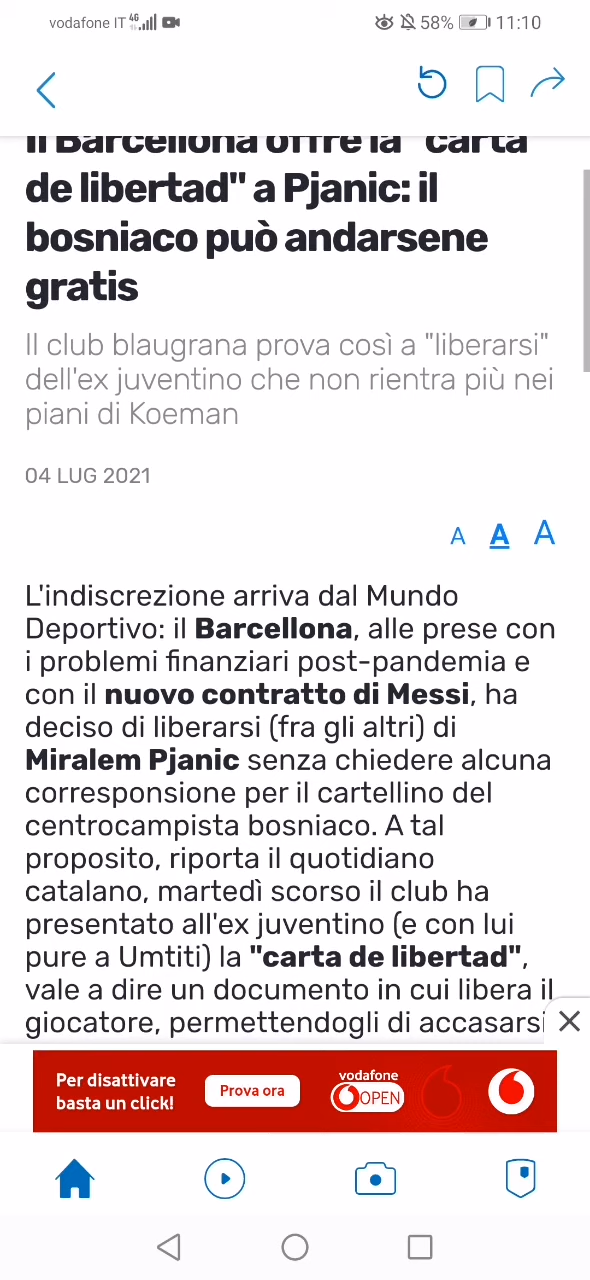 vodafone IT 4G 58% 11:10
Il Barcellona offre la "carta
de libertad" a Pjanic: il
bosniaco può andarsene
gratis
Il club blaugrana prova così a "liberarsi"
dell'ex juventino che non rientra più nei
piani di Koeman
04 LUG 2021
A A A
L'indiscrezione arriva dal Mundo
Deportivo: il Barcellona, alle prese con
i problemi finanziari post-pandemia e
con il nuovo contratto di Messi, ha
deciso di liberarsi (fra gli altri) di
Miralem Pjanic senza chiedere alcuna
corresponsione per il cartellino del
centrocampista bosniaco. A tal
proposito, riporta il quotidiano
catalano, martedì scorso il club ha
presentato all'ex juventino (e con lui
pure a Umtiti) la "carta de libertad",
vale a dire un documento in cui libera il
giocatore, permettendogli di accasarsi
Per disattivare
basta un click!
Prova ora
vodafone
OPEN